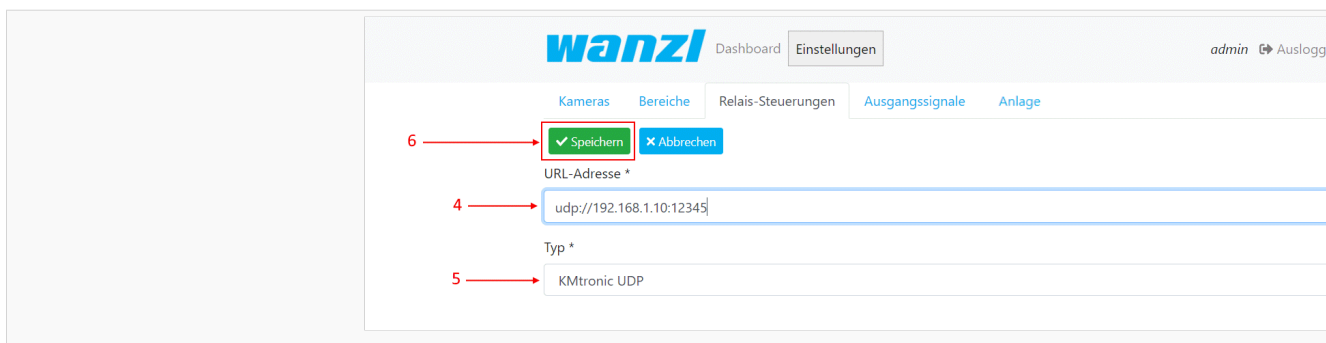 wanzl Dashboard Einstellungen admin Auslogg
Kameras Bereiche Relais-Steuerungen Ausgangssignale Anlage
6 Speichern Abbrechen
URL-Adresse *
4 udp://192.168.1.10:12345
Typ *
5 KMtronic UDP